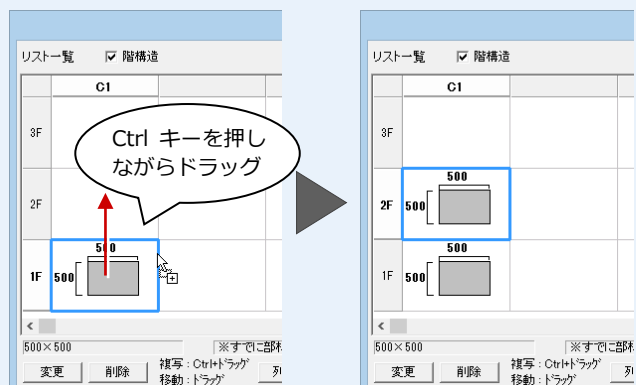 リスト一覧 階構造
C1
3F
Ctrl キーを押し
ながらドラッグ
2F
500
1F 500
<
500×500 ※すでに部材
変更 削除 複写：Ctrl+ドラッグ
移動：ドラッグ 列
リスト一覧 階構造
C1
3F
500
2F 500
500
1F 500
<
500×500 ※すでに部材
変更 削除 複写：Ctrl+ドラッグ
移動：ドラッグ 列